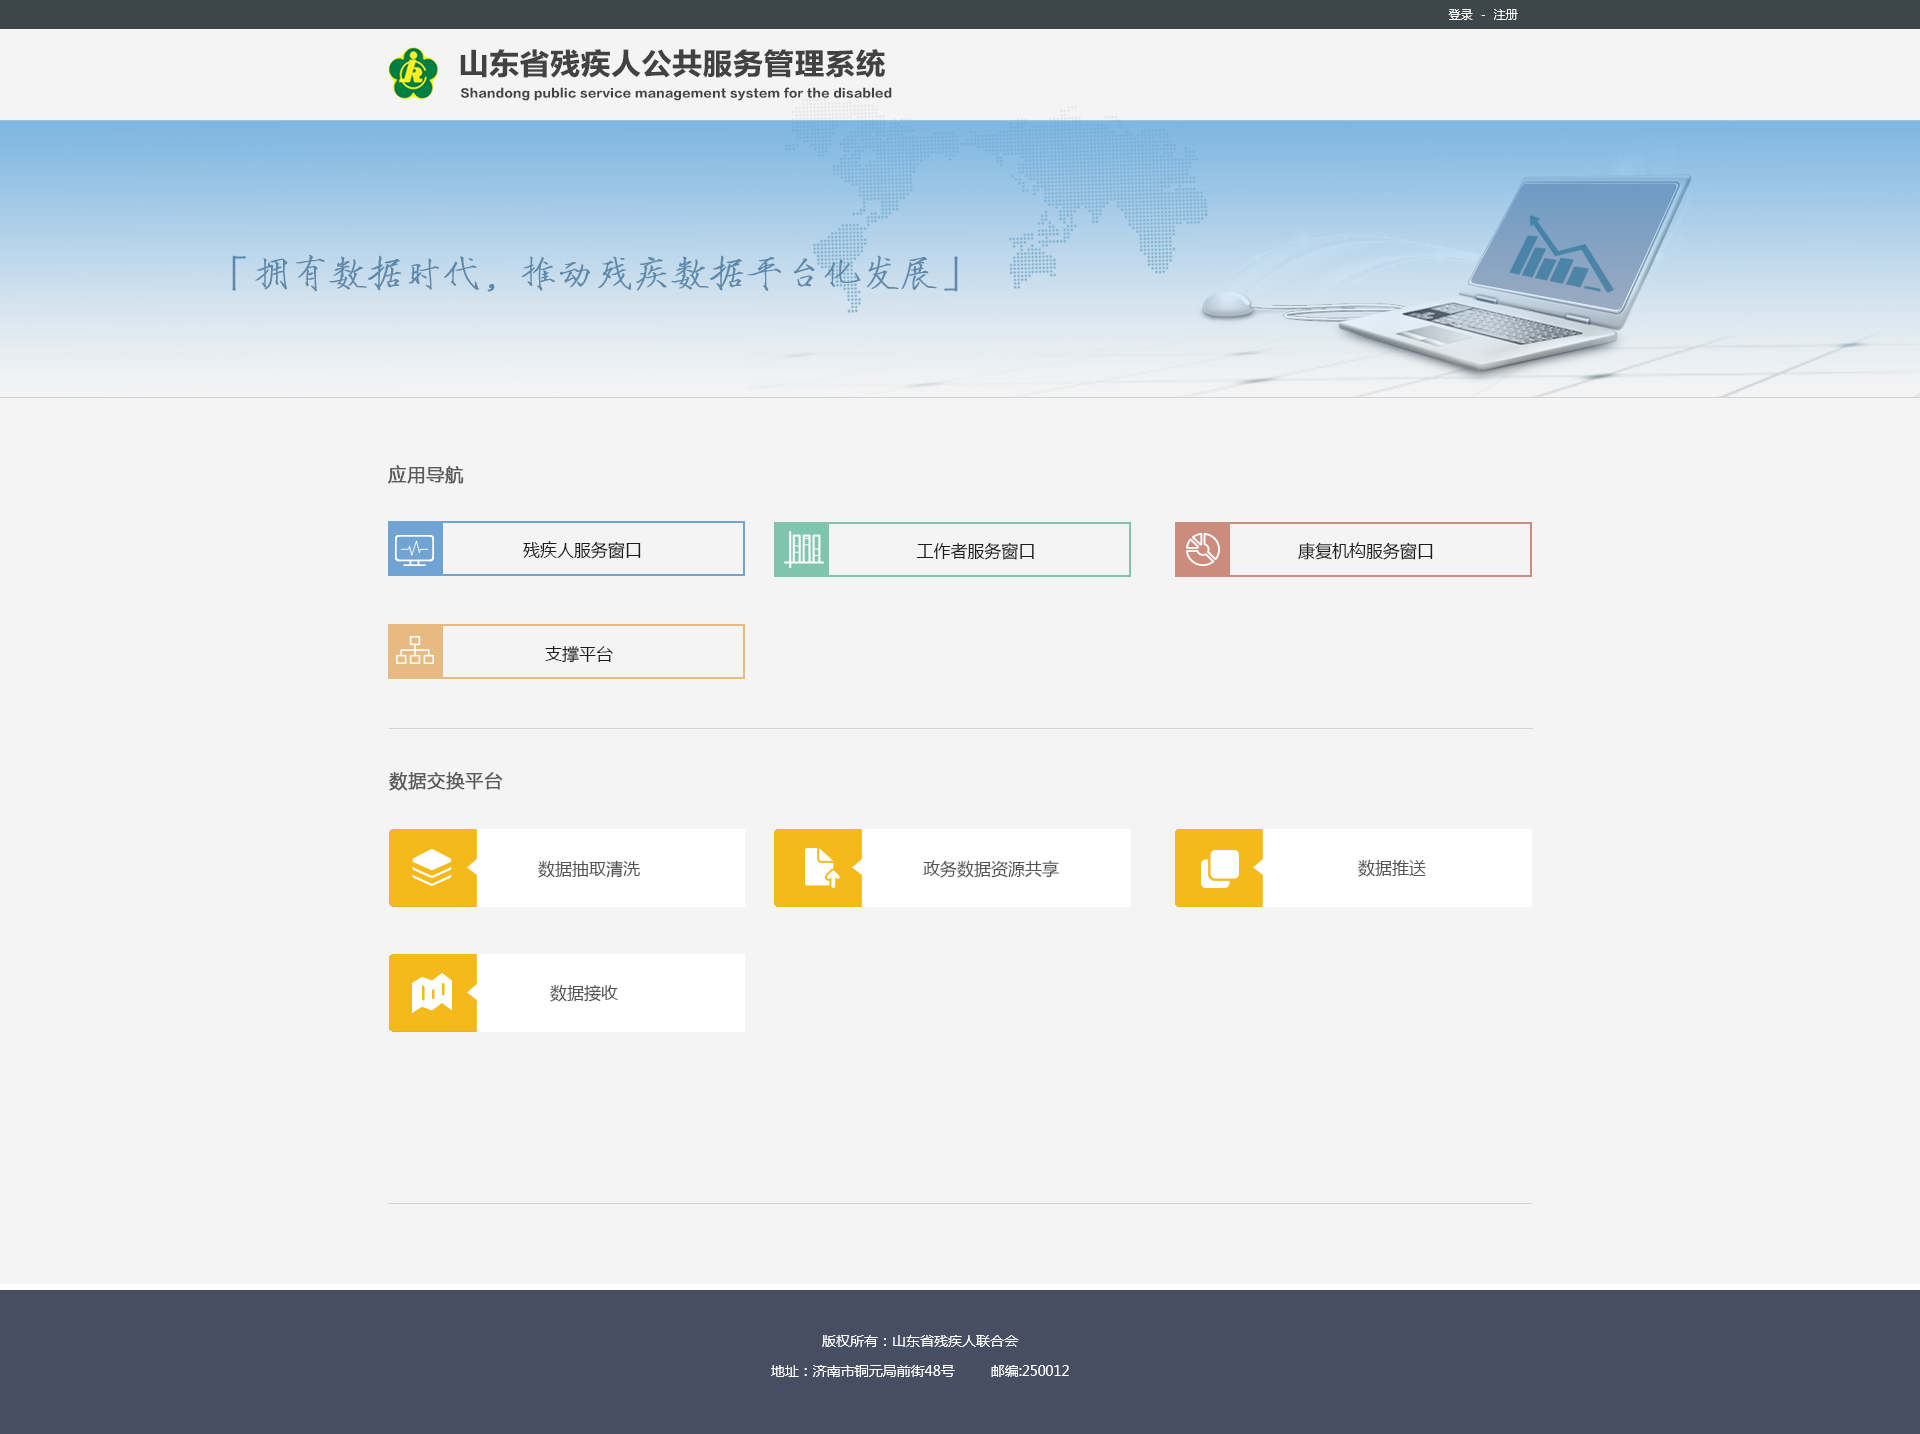 登录 - 注册
山东省残疾人公共服务管理系统
Shandong public service management system for the disabled
「拥有数据时代，推动残疾数据平台化发展」
应用导航
残疾人服务窗口
工作者服务窗口
康复机构服务窗口
支撑平台
数据交换平台
数据抽取清洗
政务数据资源共享
数据推送
数据接收
版权所有：山东省残疾人联合会
地址：济南市铜元局前街48号 邮编:250012